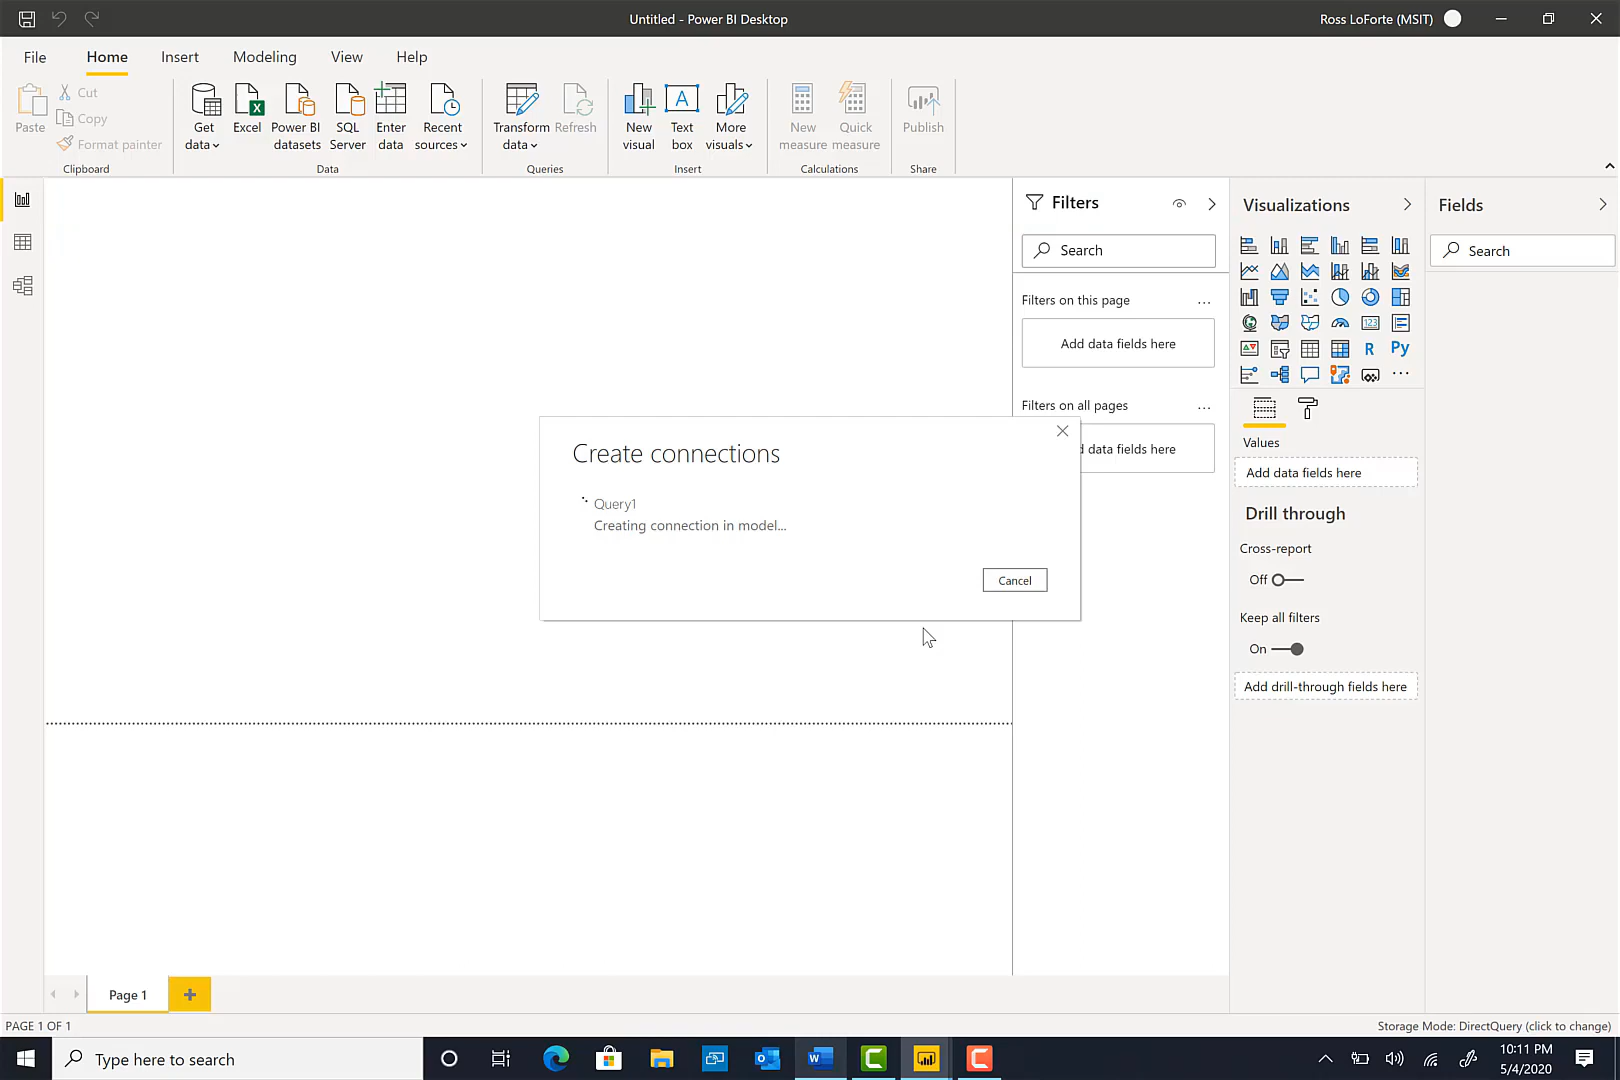 Untitled - Power BI Desktop
Ross LoForte (MSIT)
File Home Insert Modeling View Help
Paste
Cut
Copy
Format painter
Clipboard
Get data
Excel
Power BI datasets
SQL Server
Enter data
Recent sources
Data
Transform data
Refresh
Queries
New visual
Text box
More visuals
Insert
New measure
Quick measure
Calculations
Publish
Share
Filters
Search
Filters on this page
Add data fields here
Filters on all pages
d data fields here
Visualizations
R
Py
123
Values
Add data fields here
Drill through
Cross-report
Off
Keep all filters
On
Add drill-through fields here
Fields
Search
Create connections
Query1
Creating connection in model...
Cancel
Page 1
PAGE 1 OF 1
Storage Mode: DirectQuery (click to change)
Type here to search
10:11 PM
5/4/2020